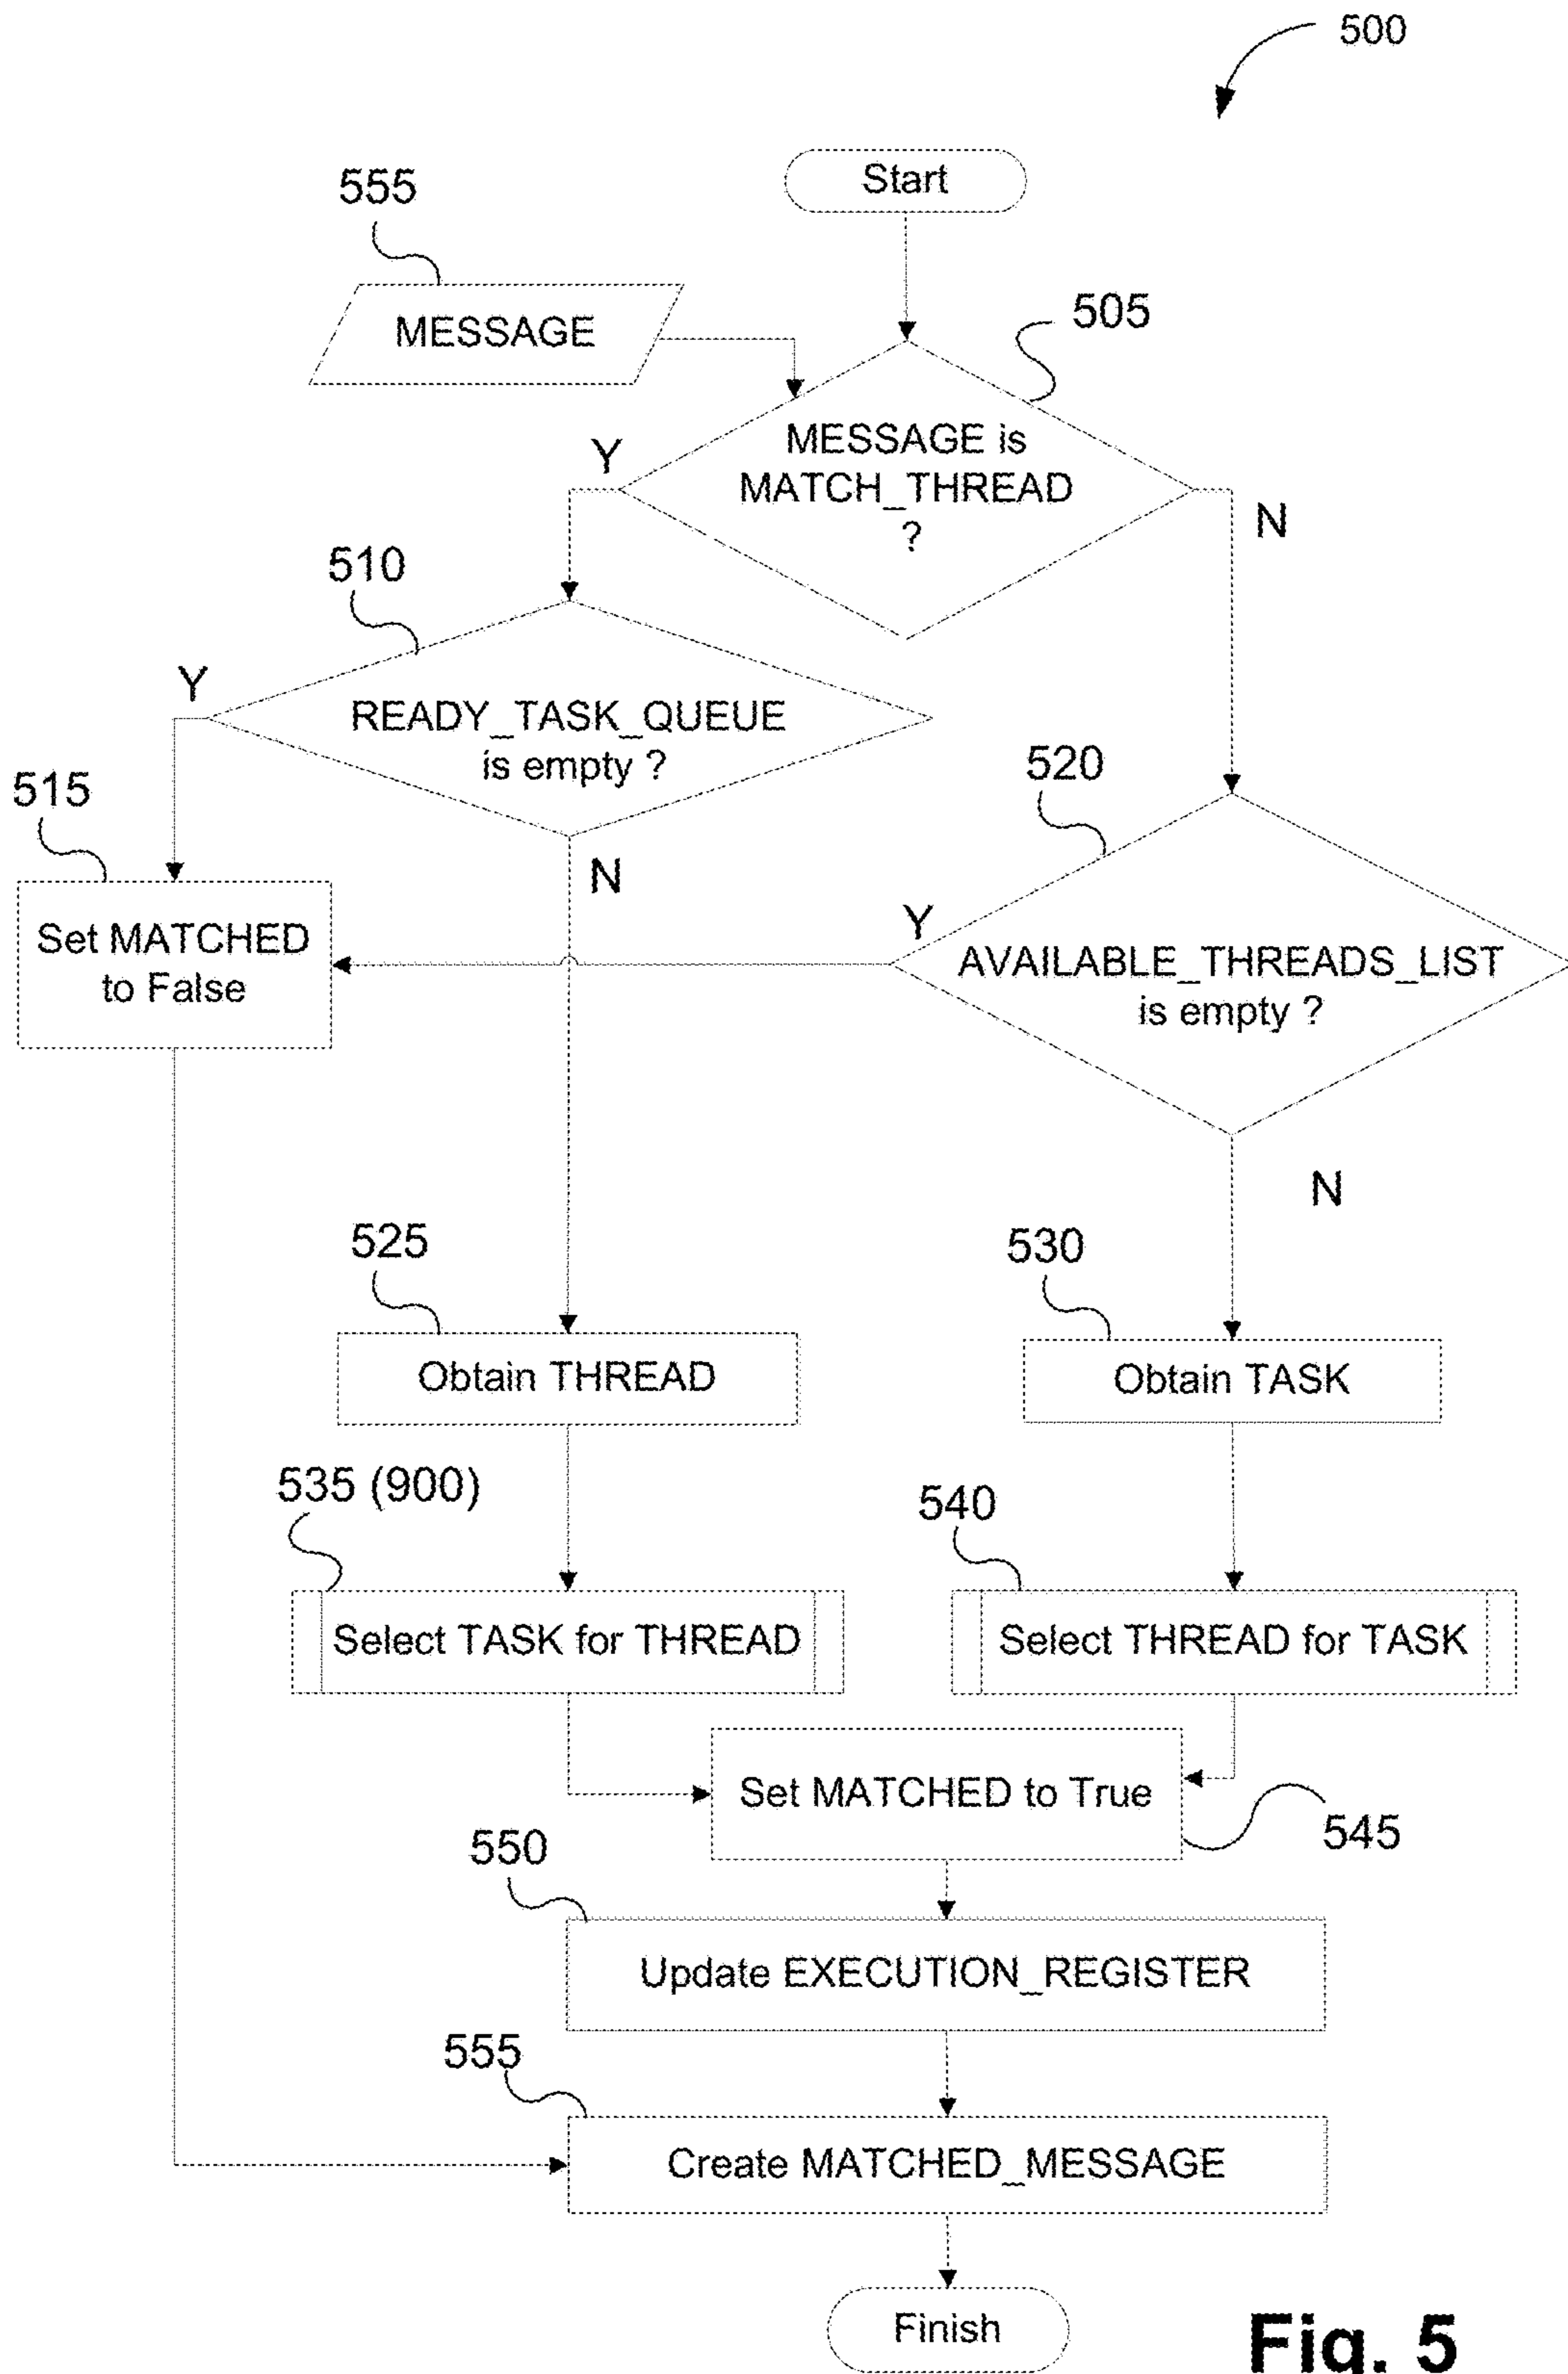 500
Start
555
MESSAGE
505
MESSAGE is
MATCH_THREAD
?
Y
N
510
READY_TASK_QUEUE
is empty ?
Y
N
515
Set MATCHED
to False
520
AVAILABLE_THREADS_LIST
is empty ?
Y
N
525
Obtain THREAD
530
Obtain TASK
535 (900)
Select TASK for THREAD
540
Select THREAD for TASK
Set MATCHED to True
545
550
Update EXECUTION_REGISTER
555
Create MATCHED_MESSAGE
Finish
Fig. 5